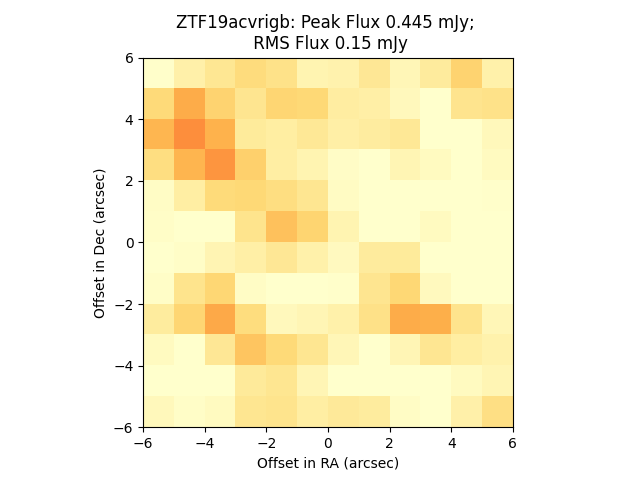 ZTF19acvrigb: Peak Flux 0.445 mJy;
RMS Flux 0.15 mJy
6
4
2
0
−2
−4
−6
Offset in Dec (arcsec)
−6 −4 −2 0 2 4 6
Offset in RA (arcsec)